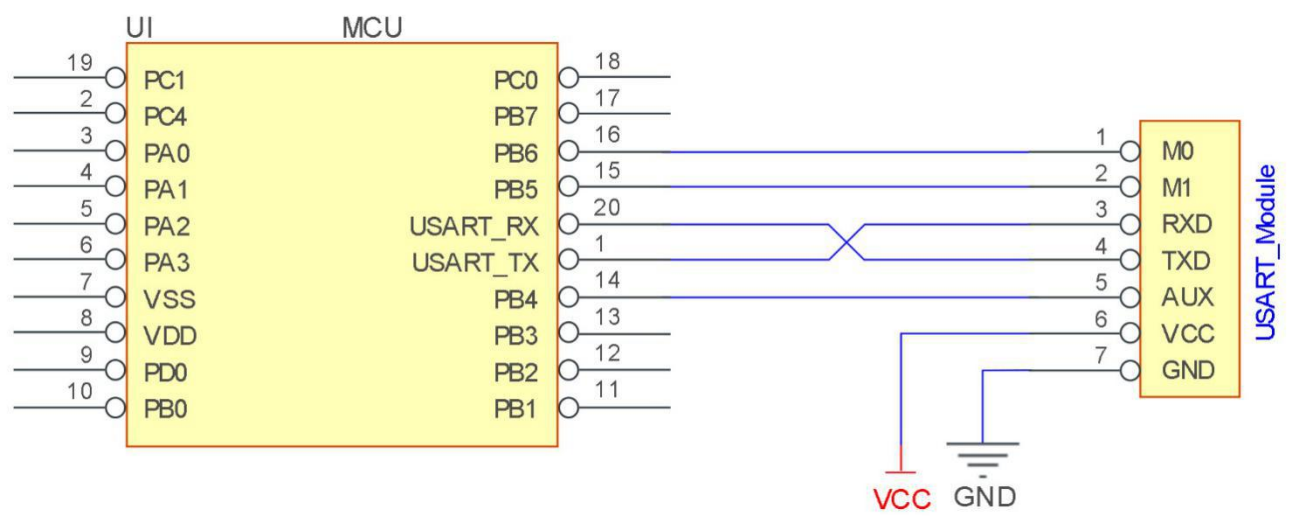 UI MCU
19 PC1 PC0 18
2 PC4 PB7 17
3 PA0 PB6 16 1 M0
4 PA1 PB5 15 2 M1
5 PA2 USART_RX 20 3 RXD
6 PA3 USART_TX 1 4 TXD
7 VSS PB4 14 5 AUX
8 VDD PB3 13 6 VCC
9 PD0 PB2 12 7 GND
10 PB0 PB1 11
USART_Module
VCC GND